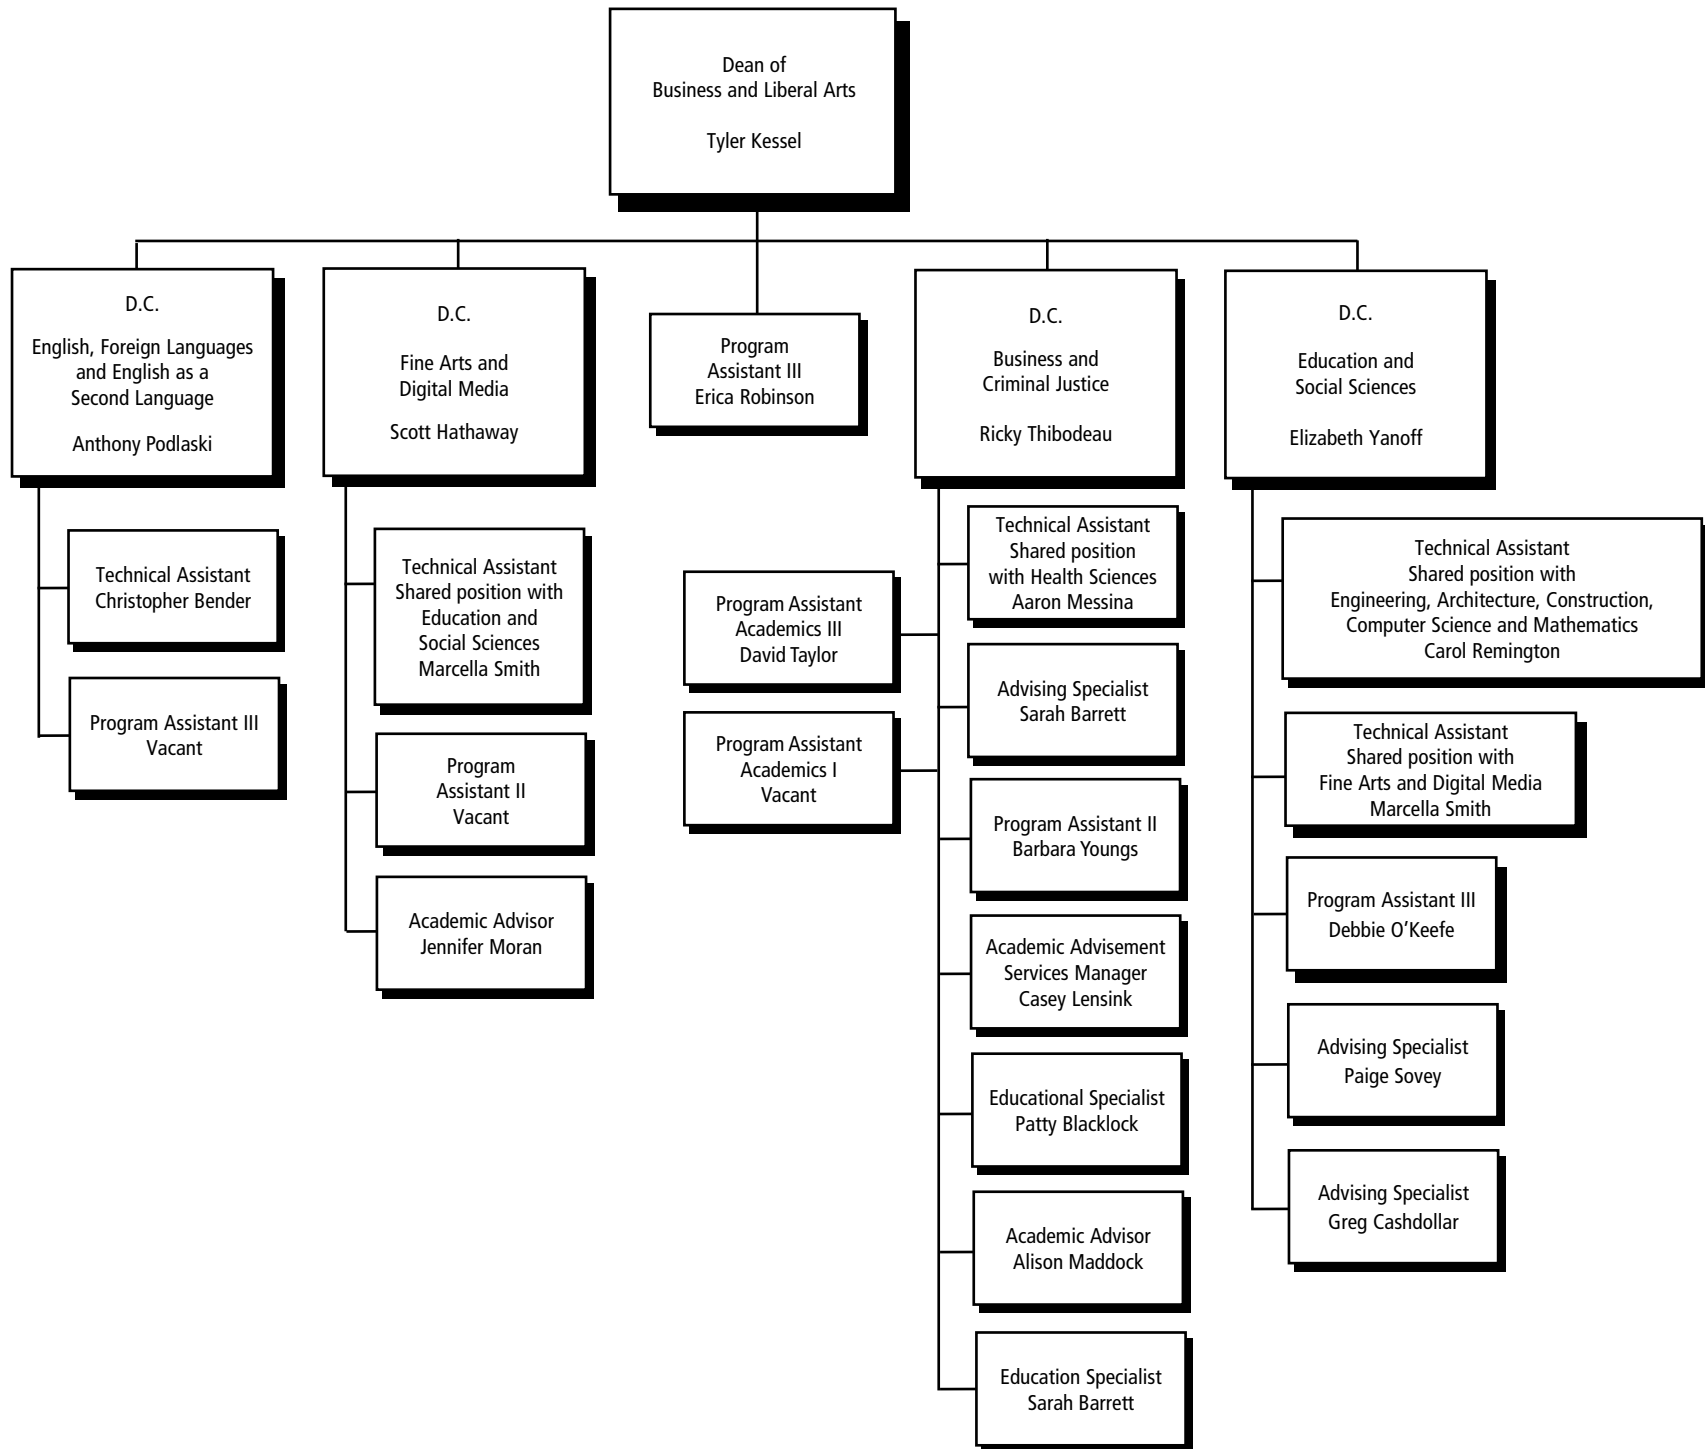 Dean of
Business and Liberal Arts
Tyler Kessel
D.C.
English, Foreign Languages
and English as a
Second Language
Anthony Podlaski
Technical Assistant
Christopher Bender
Program Assistant III
Vacant
D.C.
Fine Arts and
Digital Media
Scott Hathaway
Technical Assistant
Shared position with
Education and
Social Sciences
Marcella Smith
Program
Assistant II
Vacant
Academic Advisor
Jennifer Moran
Program
Assistant III
Erica Robinson
D.C.
Business and
Criminal Justice
Ricky Thibodeau
Program Assistant
Academics III
David Taylor
Program Assistant
Academics I
Vacant
Technical Assistant
Shared position
with Health Sciences
Aaron Messina
Advising Specialist
Sarah Barrett
Program Assistant II
Barbara Youngs
Academic Advisement
Services Manager
Casey Lensink
Educational Specialist
Patty Blacklock
Academic Advisor
Alison Maddock
Education Specialist
Sarah Barrett
D.C.
Education and
Social Sciences
Elizabeth Yanoff
Technical Assistant
Shared position with
Engineering, Architecture, Construction,
Computer Science and Mathematics
Carol Remington
Technical Assistant
Shared position with
Fine Arts and Digital Media
Marcella Smith
Program Assistant III
Debbie O'Keefe
Advising Specialist
Paige Sovey
Advising Specialist
Greg Cashdollar